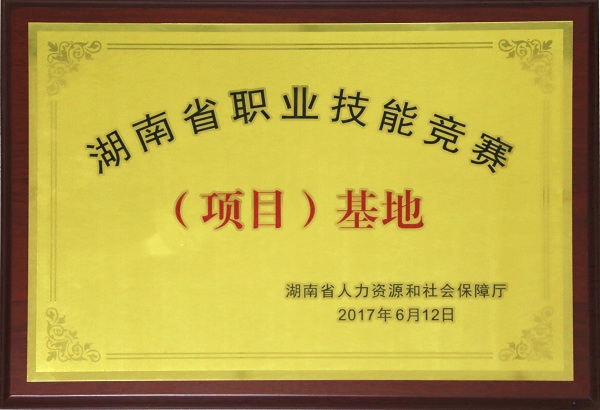 湖南省职业技能竞赛
（项目）基地
湖南省人力资源和社会保障厅
2017年6月12日